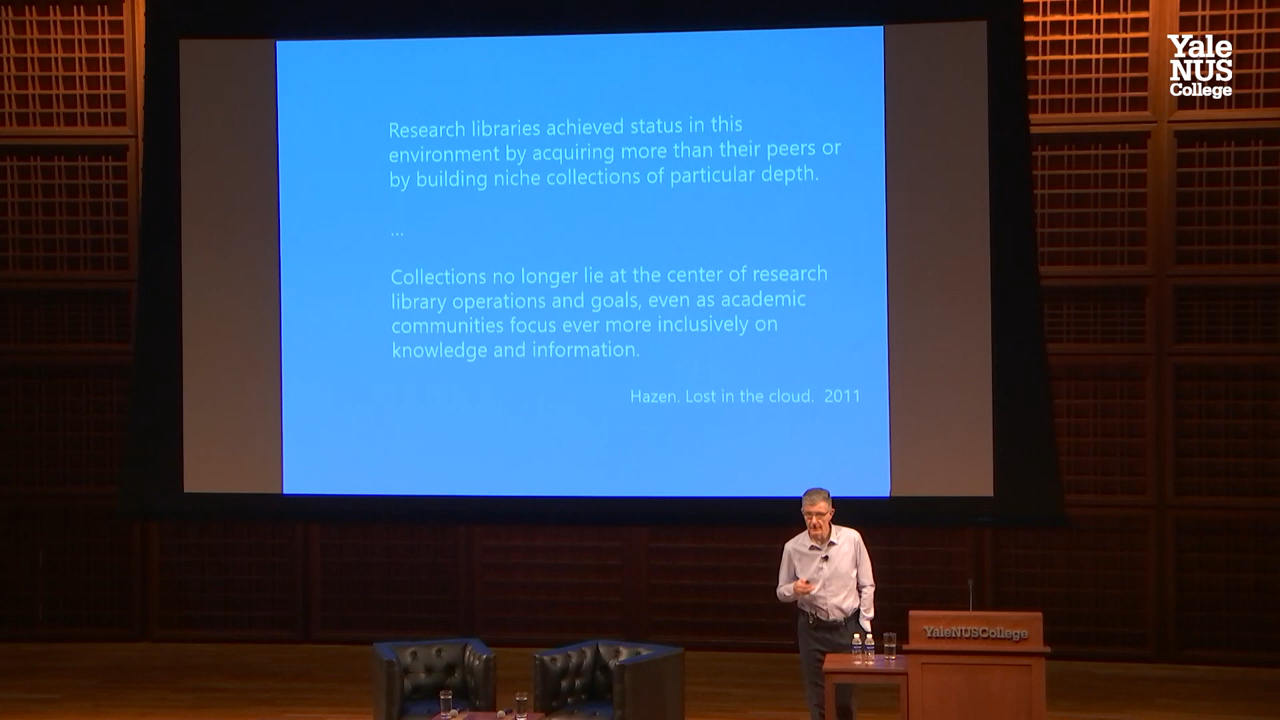 Yale
NUS
College
Research libraries achieved status in this
environment by acquiring more than their peers or
by building niche collections of particular depth.
...
Collections no longer lie at the center of research
library operations and goals, even as academic
communities focus ever more inclusively on
knowledge and information.
Hazen. Lost in the cloud. 2011
YaleNUSCollege